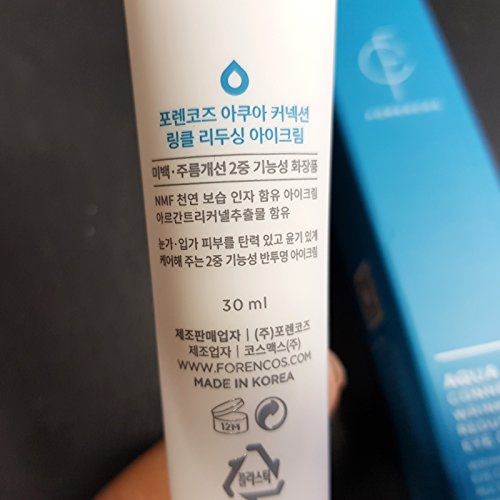 포렌코즈 아쿠아 커넥션
링클 리두싱 아이크림
미백·주름개선 2중 기능성 화장품
NMF 천연 보습 인자 함유 아이크림
아르간트리커넬추출물 함유
눈가·입가 피부를 탄력 있고 윤기 있게
케어해 주는 2중 기능성 반투명 아이크림
30 ml
제조판매업자 | (주)포렌코즈
제조업자 | 코스맥스(주)
WWW.FORENCOS.COM
MADE IN KOREA
12M
플라스틱
AQUA